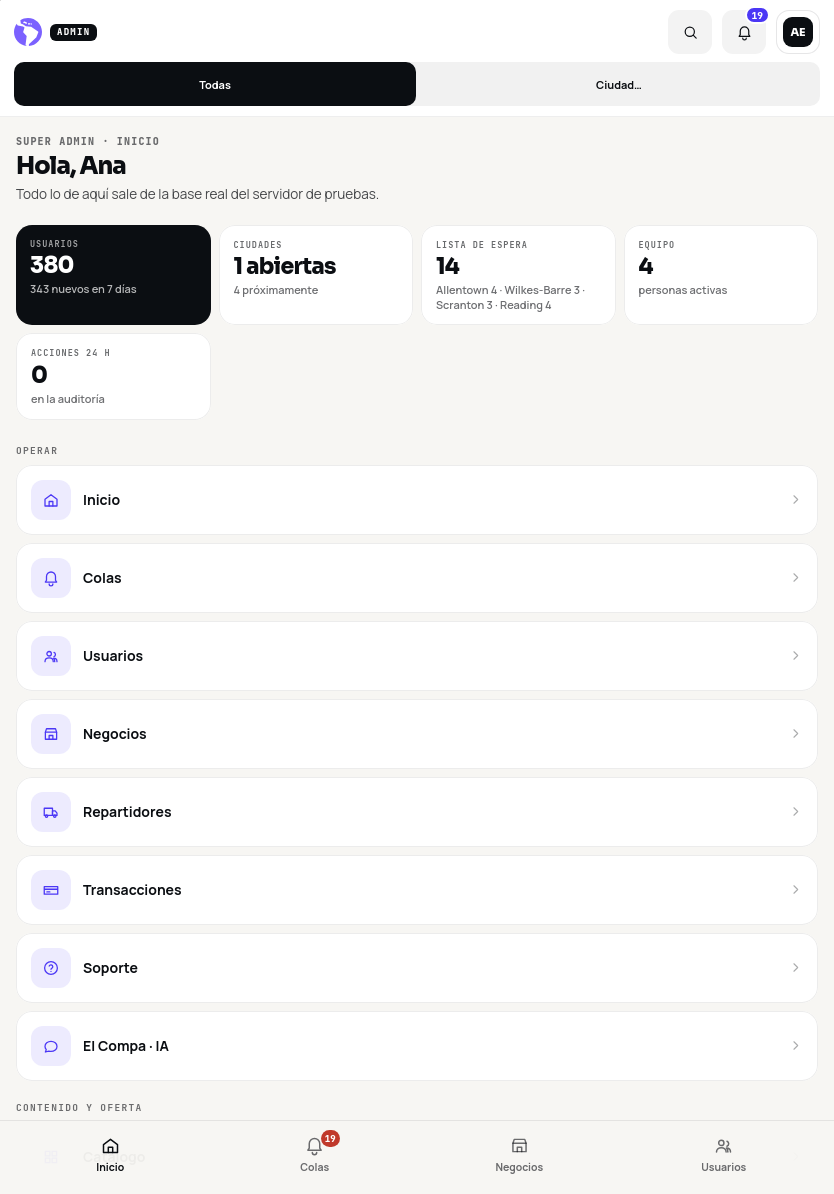 ADMIN
19
AE
Todas
Ciudad…
SUPER ADMIN · INICIO
Hola, Ana
Todo lo de aquí sale de la base real del servidor de pruebas.
USUARIOS
380
343 nuevos en 7 días
CIUDADES
1 abiertas
4 próximamente
LISTA DE ESPERA
14
Allentown 4 · Wilkes-Barre 3 ·
Scranton 3 · Reading 4
EQUIPO
4
personas activas
ACCIONES 24 H
0
en la auditoría
OPERAR
Inicio
Colas
Usuarios
Negocios
Repartidores
Transacciones
Soporte
El Compa · IA
CONTENIDO Y OFERTA
Catálogo
Inicio
19
Colas
Negocios
Usuarios